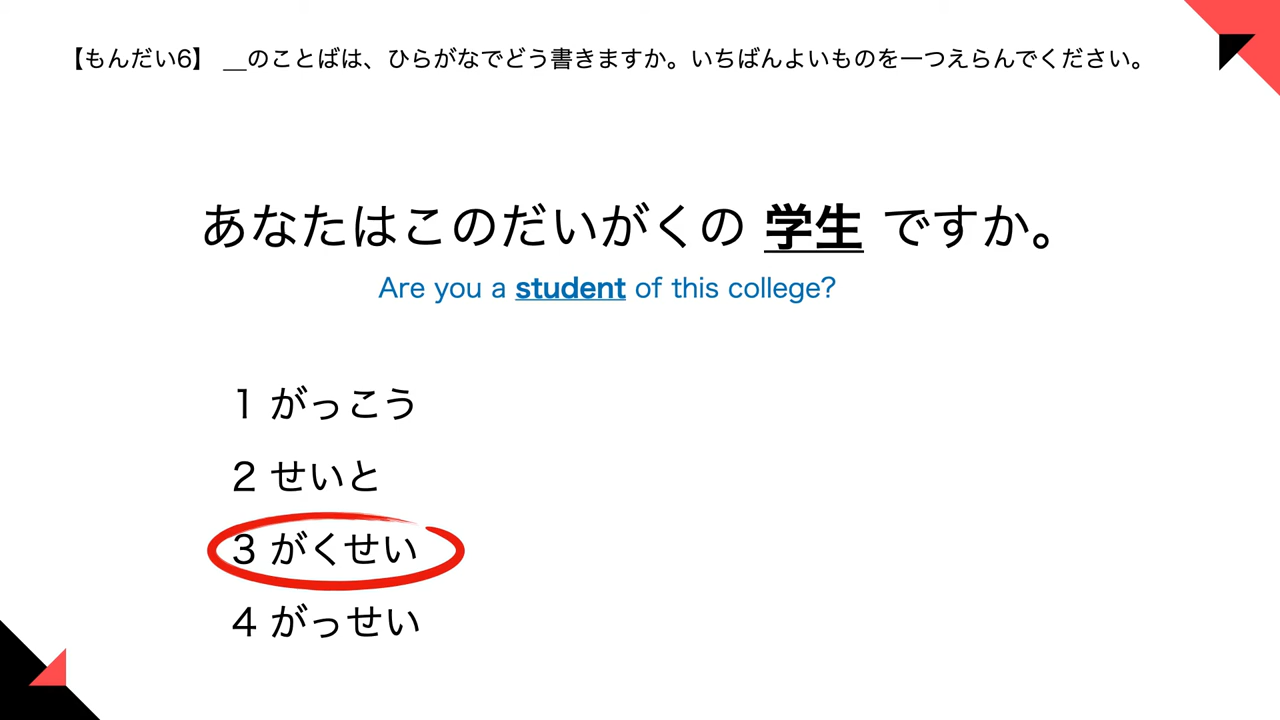 【もんだい6】 __のことばは、ひらがなでどう書きますか。いちばんよいものを一つえらんでください。
あなたはこのだいがくの 学生 ですか。
Are you a student of this college?
1 がっこう
2 せいと
3 がくせい
4 がっせい